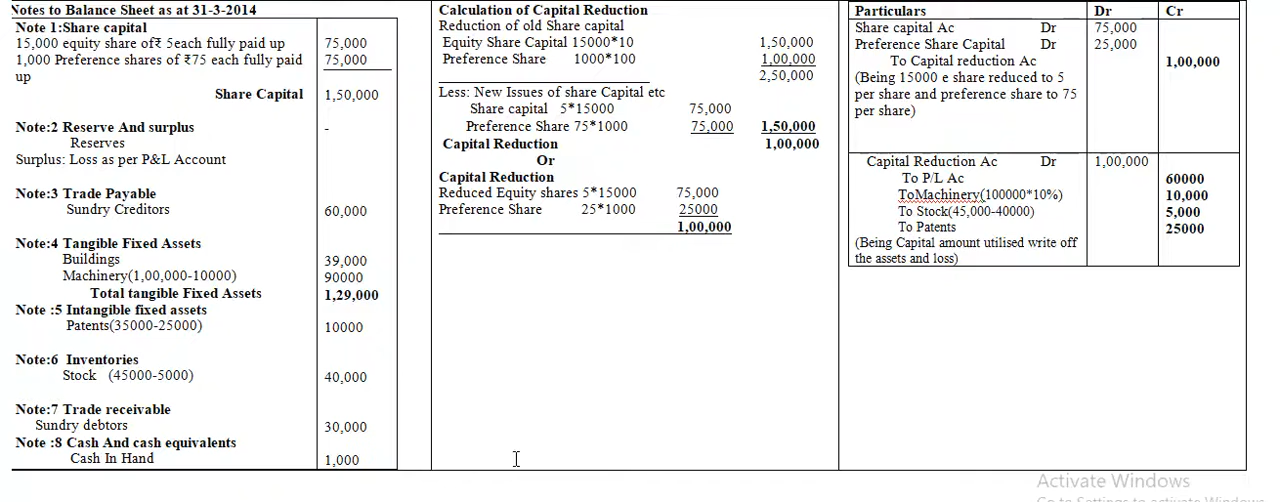 Notes to Balance Sheet as at 31-3-2014
Note 1:Share capital
15,000 equity share of₹ 5each fully paid up 75,000
1,000 Preference shares of ₹75 each fully paid 75,000
up
Share Capital 1,50,000
Note:2 Reserve And surplus -
Reserves
Surplus: Loss as per P&L Account
Note:3 Trade Payable
Sundry Creditors 60,000
Note:4 Tangible Fixed Assets
Buildings 39,000
Machinery(1,00,000-10000) 90000
Total tangible Fixed Assets 1,29,000
Note :5 Intangible fixed assets
Patents(35000-25000) 10000
Note:6 Inventories
Stock (45000-5000) 40,000
Note:7 Trade receivable
Sundry debtors 30,000
Note :8 Cash And cash equivalents
Cash In Hand 1,000
Calculation of Capital Reduction
Reduction of old Share capital
Equity Share Capital 15000*10 1,50,000
Preference Share 1000*100 1,00,000
2,50,000
Less: New Issues of share Capital etc
Share capital 5*15000 75,000
Preference Share 75*1000 75,000 1,50,000
Capital Reduction 1,00,000
Or
Capital Reduction
Reduced Equity shares 5*15000 75,000
Preference Share 25*1000 25000
1,00,000
Particulars Dr Cr
Share capital Ac Dr 75,000
Preference Share Capital Dr 25,000
To Capital reduction Ac 1,00,000
(Being 15000 e share reduced to 5
per share and preference share to 75
per share)
Capital Reduction Ac Dr 1,00,000
To P/L Ac 60000
ToMachinery(100000*10%) 10,000
To Stock(45,000-40000) 5,000
To Patents 25000
(Being Capital amount utilised write off
the assets and loss)
Activate Windows
Go to Settings to activate Windows